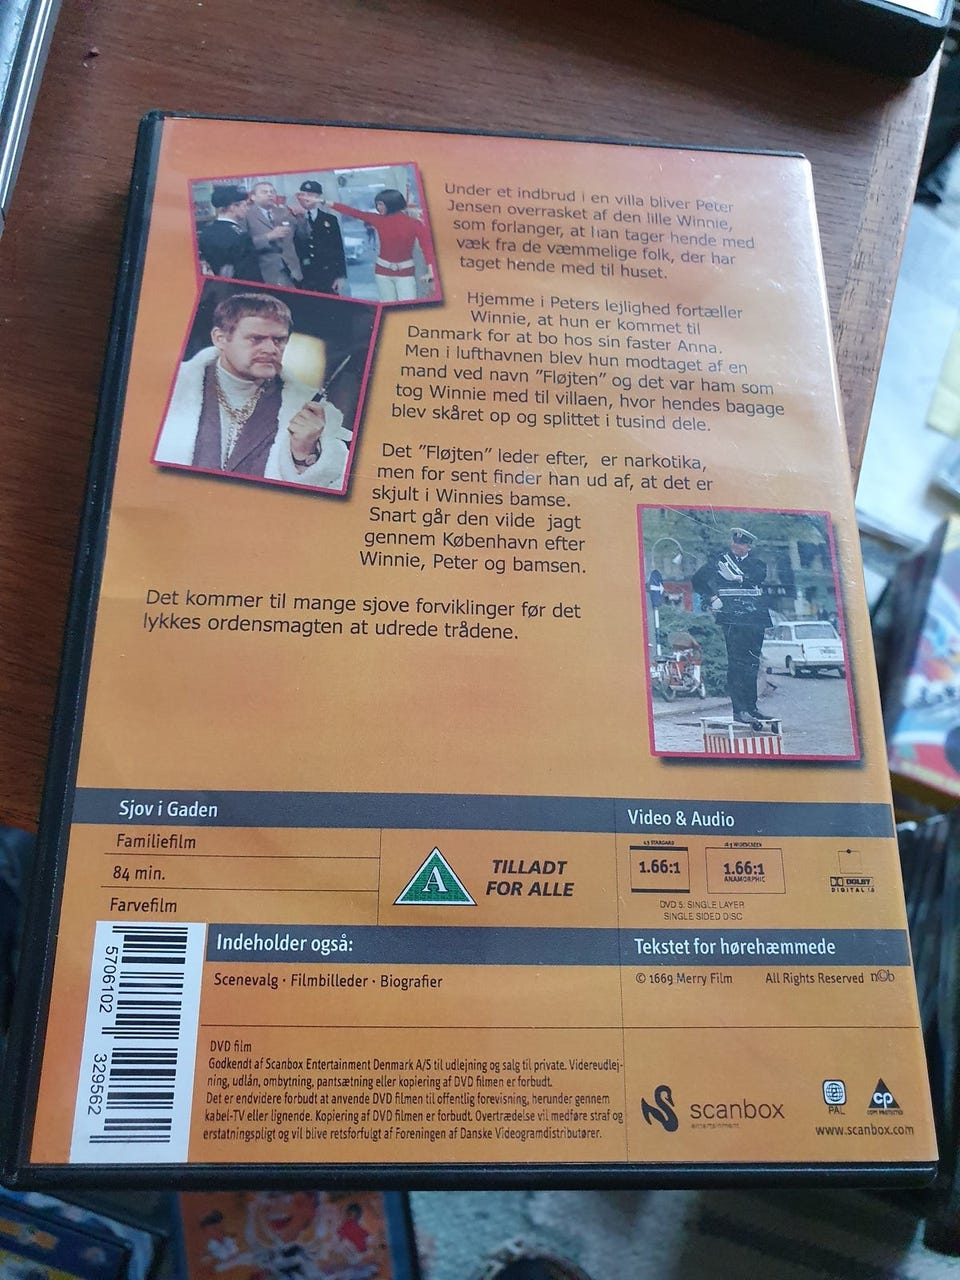 Under et indbrud i en villa bliver Peter
Jensen overrasket af den lille Winnie,
som forlanger, at han tager hende med
væk fra de væmmelige folk, der har
taget hende med til huset.
Hjemme i Peters lejlighed fortæller
Winnie, at hun er kommet til
Danmark for at bo hos sin faster Anna.
Men i lufthavnen blev hun modtaget af en
mand ved navn "Fløjten" og det var ham som
tog Winnie med til villaen, hvor hendes bagage
blev skåret op og splittet i tusind dele.
Det "Fløjten" leder efter, er narkotika,
men for sent finder han ud af, at det er
skjult i Winnies bamse.
Snart går den vilde jagt
gennem København efter
Winnie, Peter og bamsen.
Det kommer til mange sjove forviklinger før det
lykkes ordensmagten at udrede trådene.
Sjov i Gaden
Familiefilm
84 min.
Farvefilm
A
TILLADT
FOR ALLE
Video & Audio
1.66:1
1.66:1
ANAMORPHIC
DVD 5: SINGLE LAYER
SINGLE SIDED DISC
DOLBY
DIGITAL
Indeholder også:
Scenevalg · Filmbilleder · Biografier
Tekstet for hørehæmmede
© 1669 Merry Film All Rights Reserved n©b
5706102 329562
DVD film
Godkendt af Scanbox Entertainment Denmark A/S til udlejning og salg til private. Videreudlej-
ning, udlån, ombytning, pantsætning eller kopiering af DVD filmen er forbudt.
Det er endvidere forbudt at anvende DVD filmen til offentlig forevisning, herunder gennem
kabel-TV eller lignende. Kopiering af DVD filmen er forbudt. Overtrædelse vil medføre straf og
erstatningspligt og vil blive retsforfulgt af Foreningen af Danske Videogramdistributører.
scanbox
entertainment
PAL
cp
COPY PROTECTED
www.scanbox.com